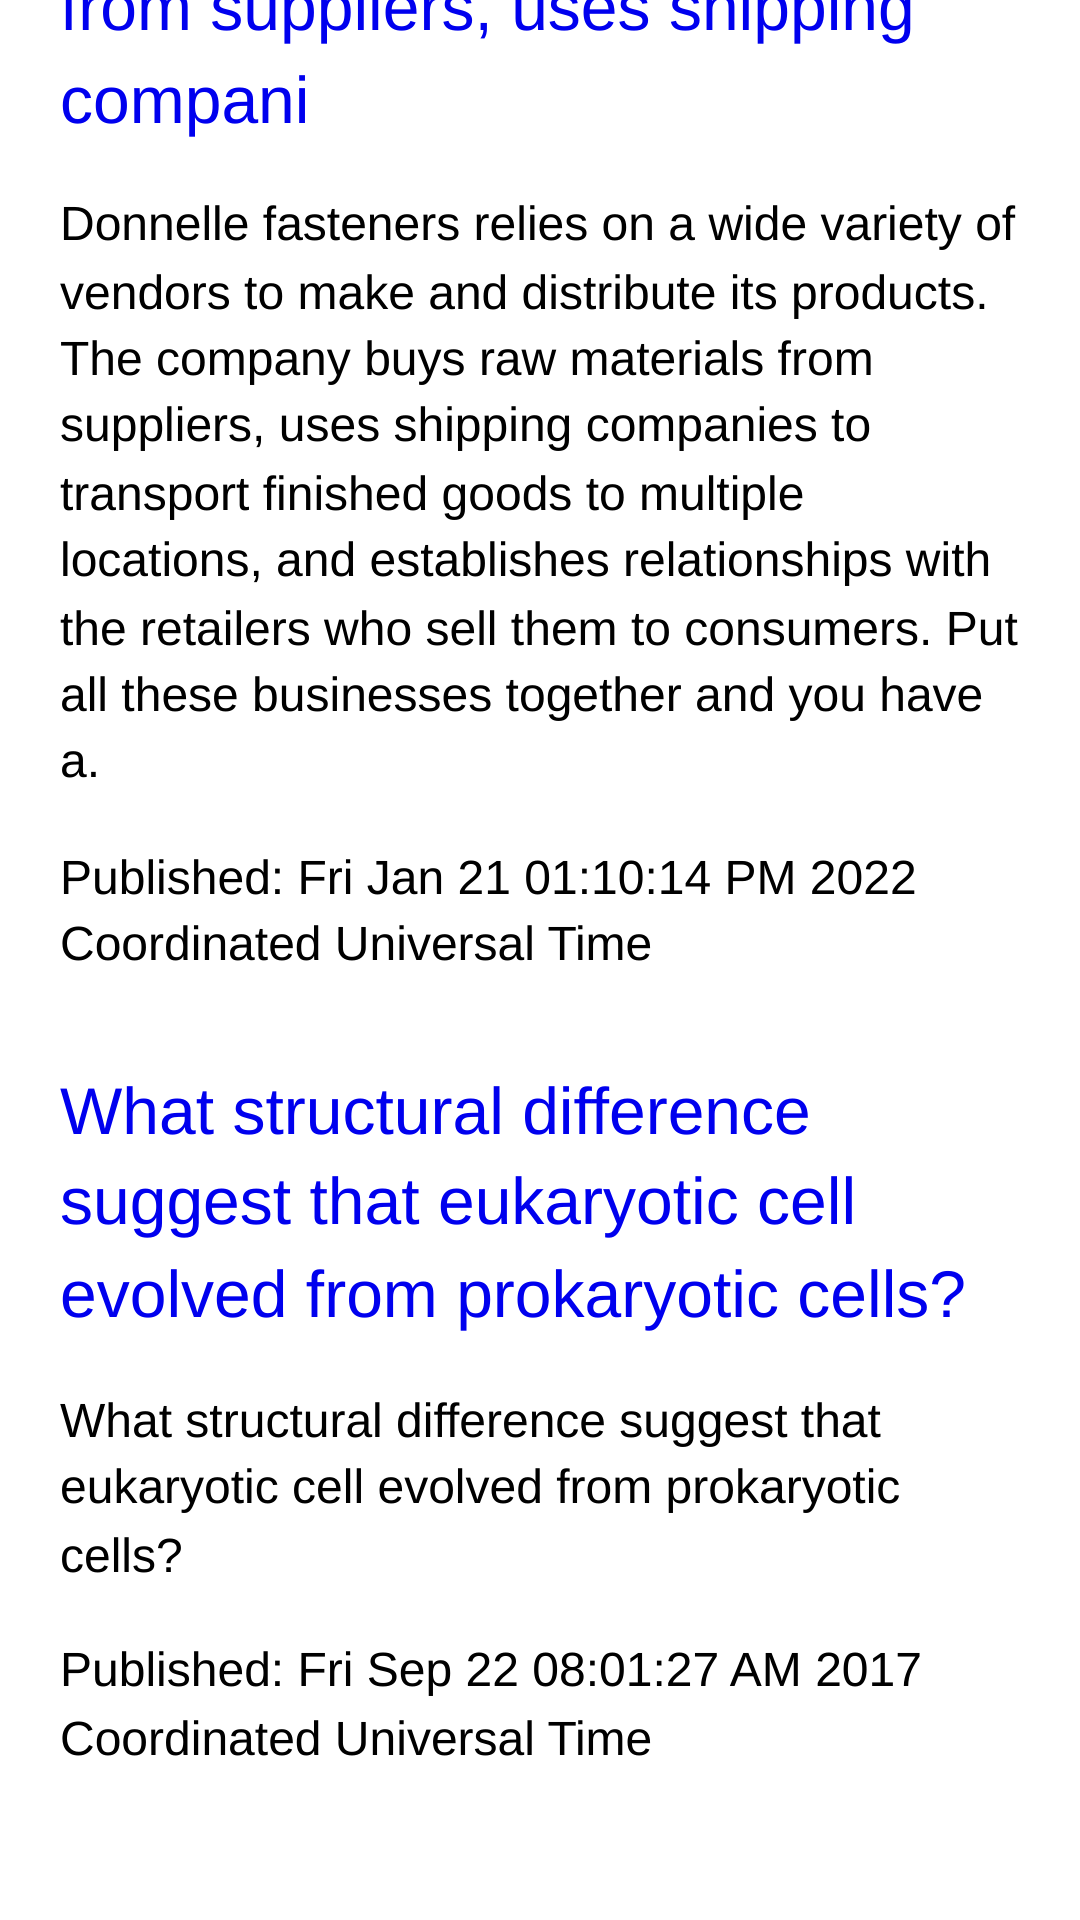 from suppliers, uses shipping
compani
Donnelle fasteners relies on a wide variety of
vendors to make and distribute its products.
The company buys raw materials from
suppliers, uses shipping companies to
transport finished goods to multiple
locations, and establishes relationships with
the retailers who sell them to consumers. Put
all these businesses together and you have
a.
Published: Fri Jan 21 01:10:14 PM 2022
Coordinated Universal Time
What structural difference
suggest that eukaryotic cell
evolved from prokaryotic cells?
What structural difference suggest that
eukaryotic cell evolved from prokaryotic
cells?
Published: Fri Sep 22 08:01:27 AM 2017
Coordinated Universal Time